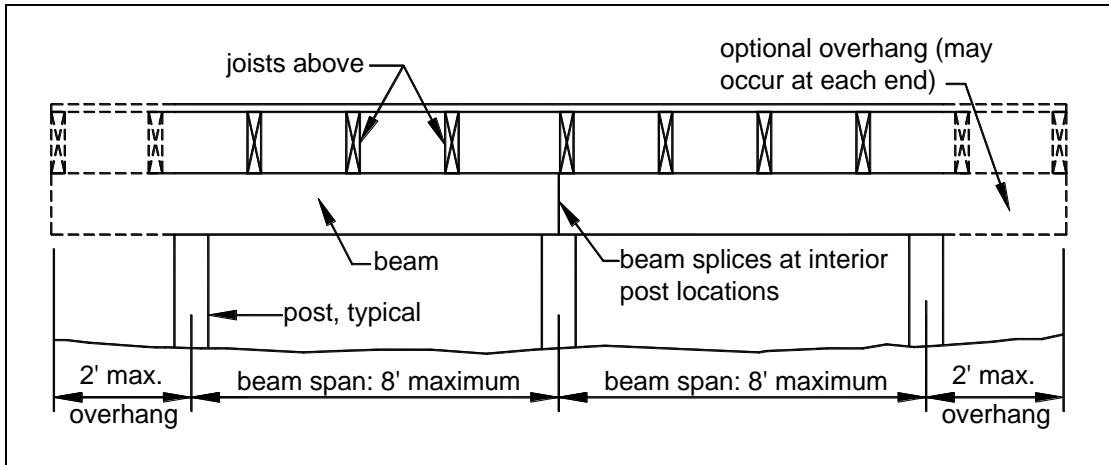 joists above
optional overhang (may
occur at each end)
beam
beam splices at interior
post locations
post, typical
2' max.
overhang
beam span: 8' maximum
beam span: 8' maximum
2' max.
overhang